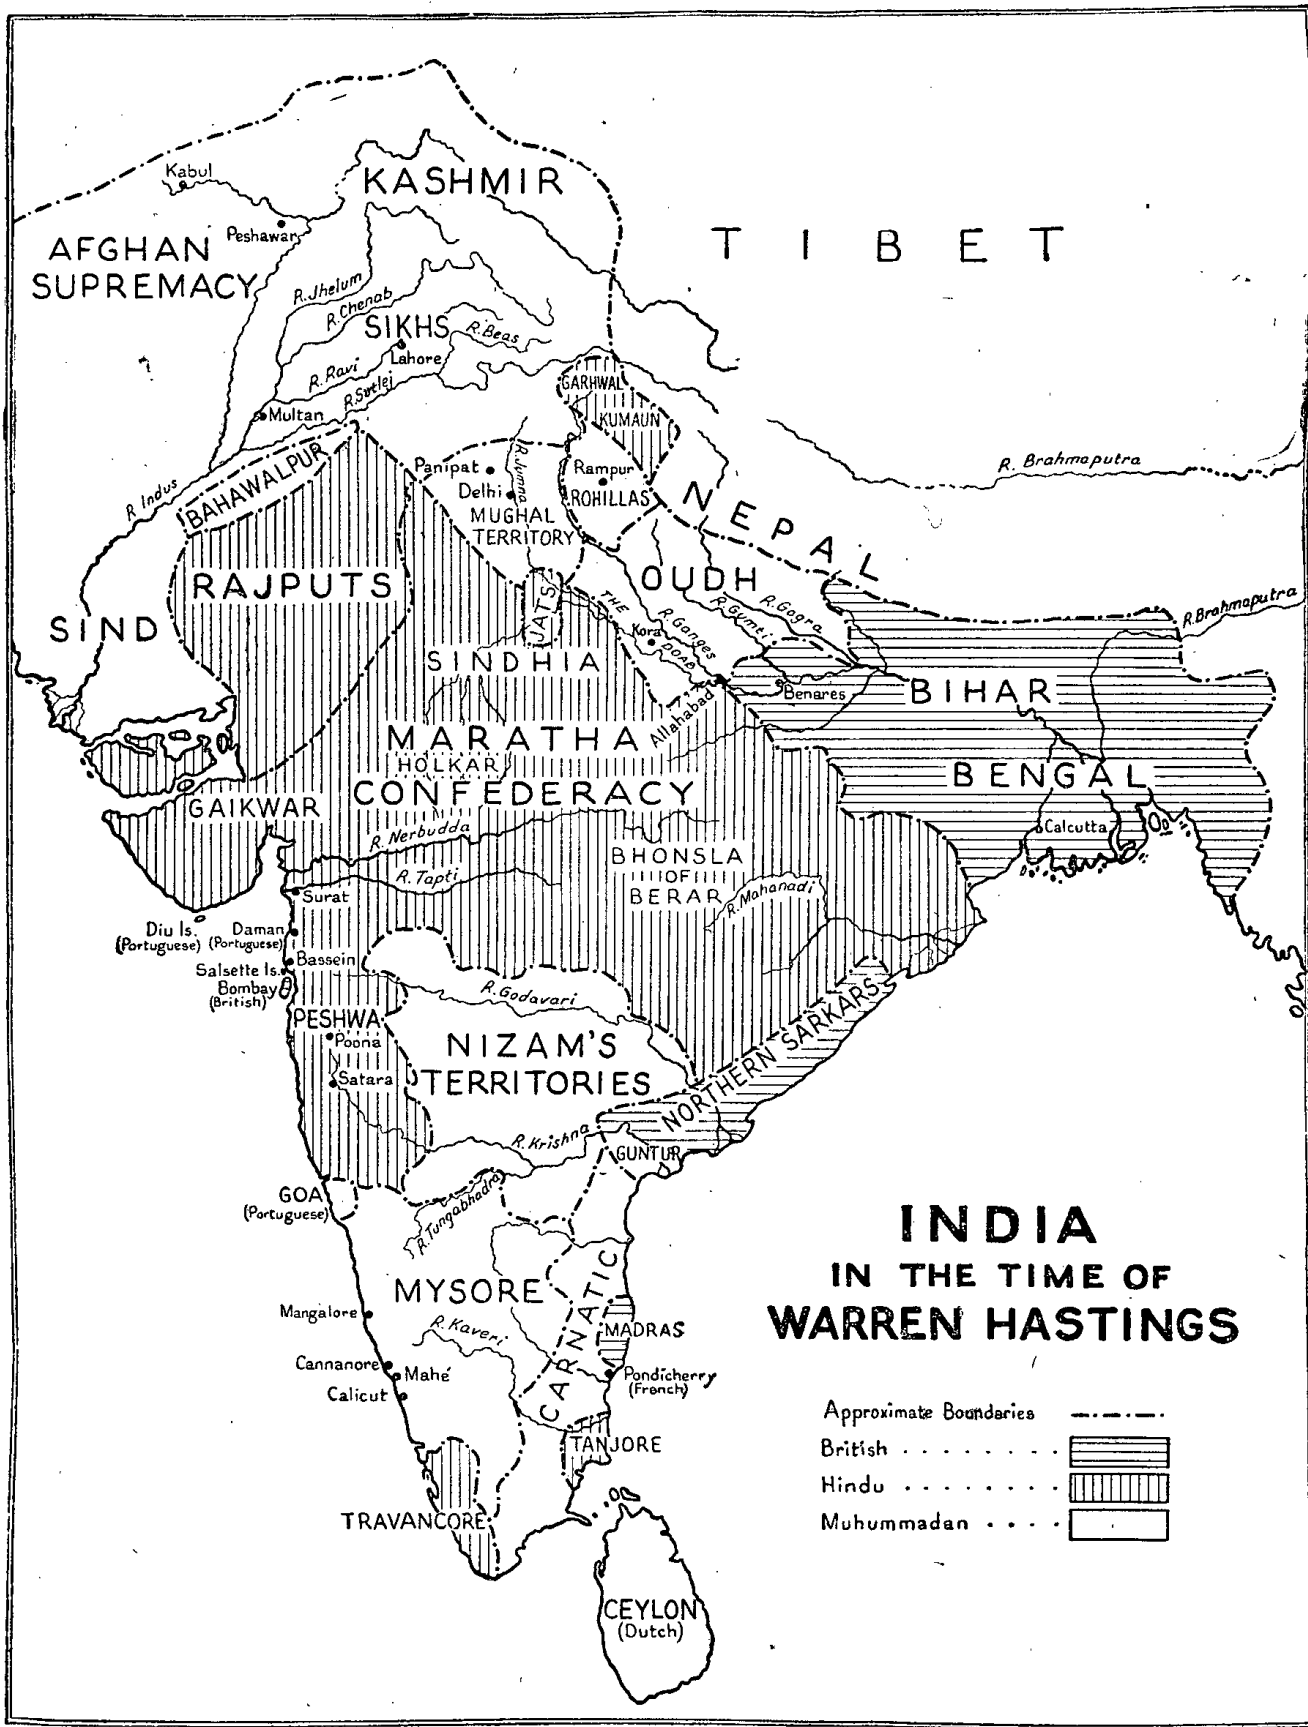 Kabul
KASHMIR
Peshawar
AFGHAN
SUPREMACY
TIBET
R. Jhelum
R. Chenab
SIKHS
R. Beas
Lahore
R. Ravi
R. Sutlej
Multan
GARHWAL
KUMAUN
BAHAWALPUR
R. Indus
Panipat
R. Jumna
Delhi
MUGHAL
TERRITORY
Rampur
ROHILLAS
R. Brahmaputra
NEPAL
RAJPUTS
OUDH
SIND
JATS
THE
DOAB
Kora
R. Ganges
R. Gumti
R. Gogra
R. Brahmaputra
SINDHIA
Benares
BIHAR
Allahabad
MARATHA
HOLKAR
CONFEDERACY
BENGAL
GAIKWAR
Calcutta
R. Nerbudda
R. Tapti
BHONSLA
OF
BERAR
R. Mahanadi
Surat
Diu Is.
(Portuguese)
Daman
(Portuguese)
Bassein
Salsette Is.
Bombay
(British)
R. Godavari
PESHWA
Poona
Satara
NIZAM'S
TERRITORIES
NORTHERN SARKARS
R. Krishna
GUNTUR
GOA
(Portuguese)
R. Tungabhadra
MYSORE
CARNATIC
Mangalore
R. Kaveri
MADRAS
Cannanore
Mahé
Calicut
Pondicherry
(French)
TANJORE
TRAVANCORE
CEYLON
(Dutch)
INDIA
IN THE TIME OF
WARREN HASTINGS
Approximate Boundaries
British . . . . . . . .
Hindu . . . . . . . .
Muhummadan . . . .